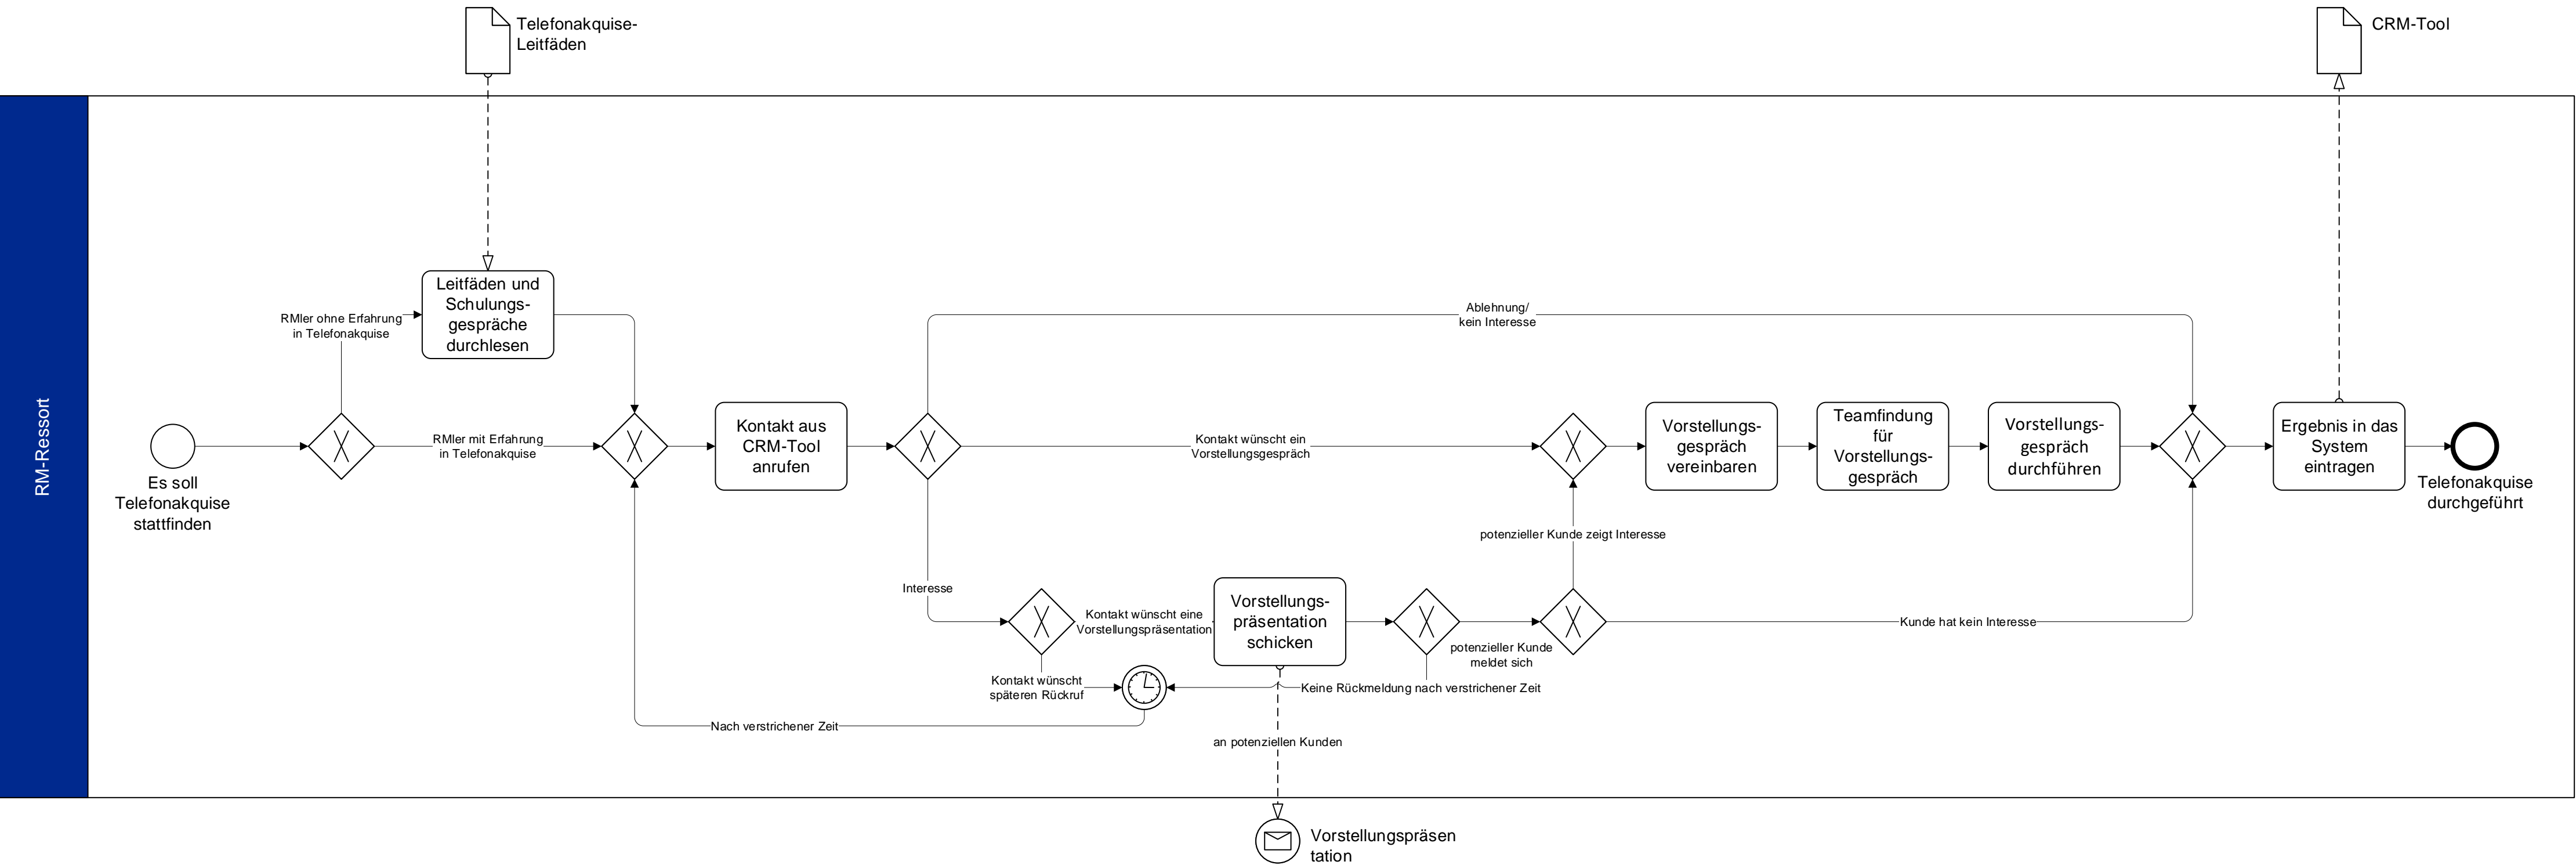 Telefonakquise-
Leitfäden
CRM-Tool
RM-Ressort
Es soll
Telefonakquise
stattfinden
RMler ohne Erfahrung
in Telefonakquise
Leitfäden und
Schulungs-
gespräche
durchlesen
RMler mit Erfahrung
in Telefonakquise
Kontakt aus
CRM-Tool
anrufen
Ablehnung/
kein Interesse
Kontakt wünscht ein
Vorstellungsgespräch
Interesse
Kontakt wünscht eine
Vorstellungspräsentation
Kontakt wünscht
späteren Rückruf
Nach verstrichener Zeit
Vorstellungs-
präsentation
schicken
potenzieller Kunde
meldet sich
Keine Rückmeldung nach verstrichener Zeit
an potenziellen Kunden
potenzieller Kunde zeigt Interesse
Kunde hat kein Interesse
Vorstellungs-
gespräch
vereinbaren
Teamfindung
für
Vorstellungs-
gespräch
Vorstellungs-
gespräch
durchführen
Ergebnis in das
System
eintragen
Telefonakquise
durchgeführt
Vorstellungspräsen
tation